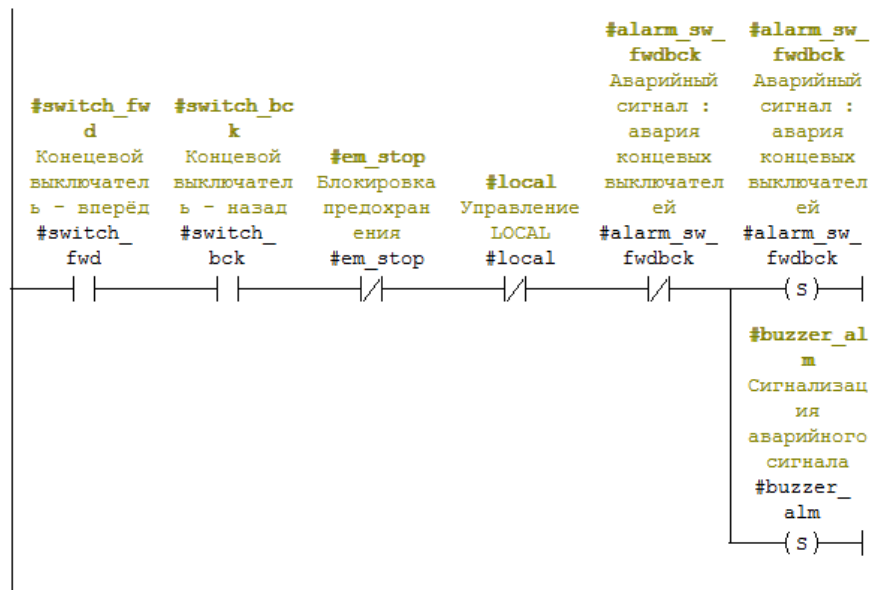 #switch_fw
d
Конецевой
выключател
ь - вперёд
#switch_
fwd
#switch_bc
k
Концевой
выключател
ь - назад
#switch_
bck
#em_stop
Блокировка
предохран
ения
#em_stop
#local
Управление
LOCAL
#local
#alarm_sw_
fwdbck
Аварийный
сигнал :
авария
концевых
выключател
ей
#alarm_sw_
fwdbck
#alarm_sw_
fwdbck
Аварийный
сигнал :
авария
концевых
выключател
ей
#alarm_sw_
fwdbck
S
#buzzer_al
m
Сигнализац
ия
аварийного
сигнала
#buzzer_
alm
S